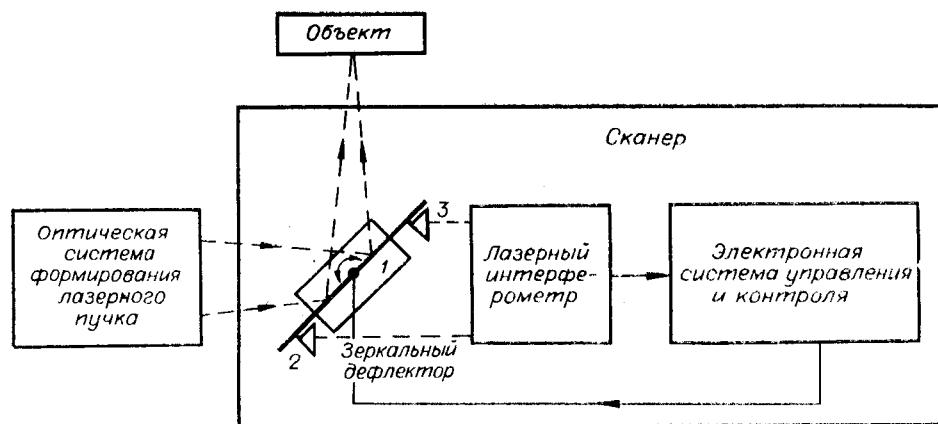 Объект
Сканер
Оптическая
система
формирования
лазерного
пучка
1
2
3
Зеркальный
дефлектор
Лазерный
интерфе-
рометр
Электронная
система управления
и контроля